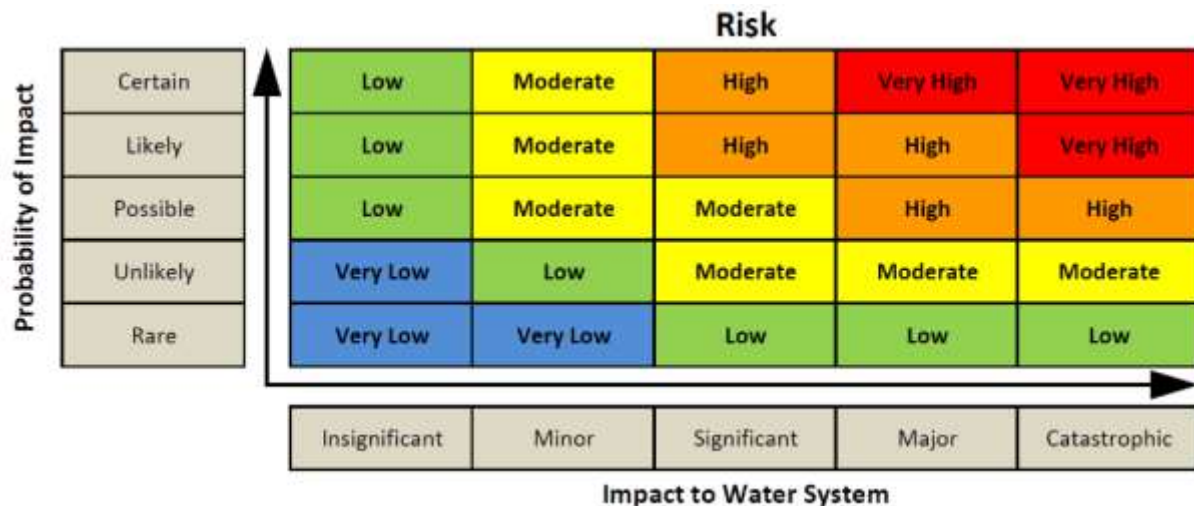 Risk
Probability of Impact
Certain Low Moderate High Very High Very High
Likely Low Moderate High High Very High
Possible Low Moderate Moderate High High
Unlikely Very Low Low Moderate Moderate Moderate
Rare Very Low Very Low Low Low Low
Insignificant Minor Significant Major Catastrophic
Impact to Water System